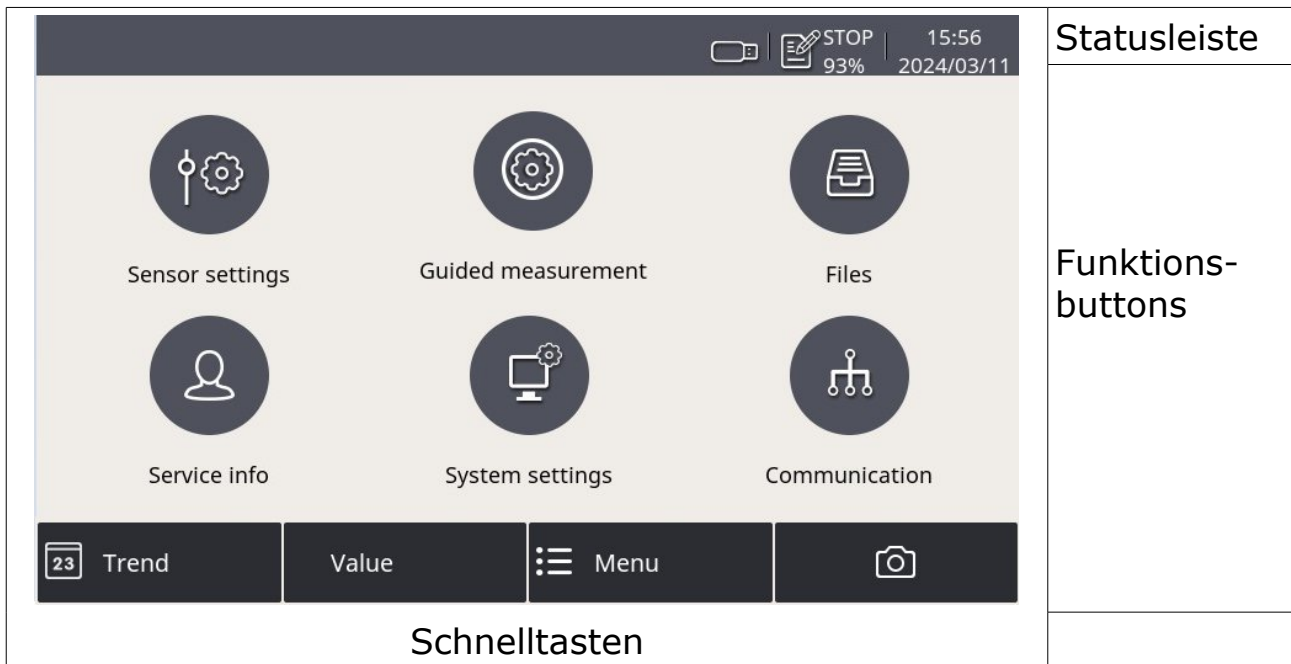 STOP
93%
15:56
2024/03/11
Statusleiste
Sensor settings
Guided measurement
Files
Funktions-
buttons
Service info
System settings
Communication
23
Trend
Value
Menu
Schnelltasten